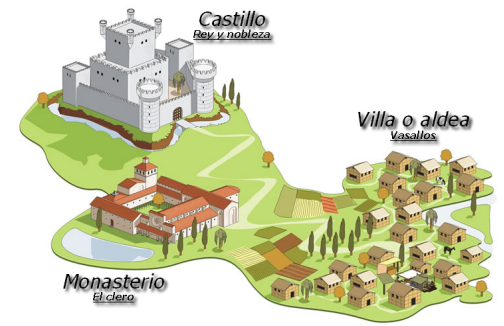 Castillo
Rey y nobleza
Villa o aldea
Vasallos
Monasterio
El clero